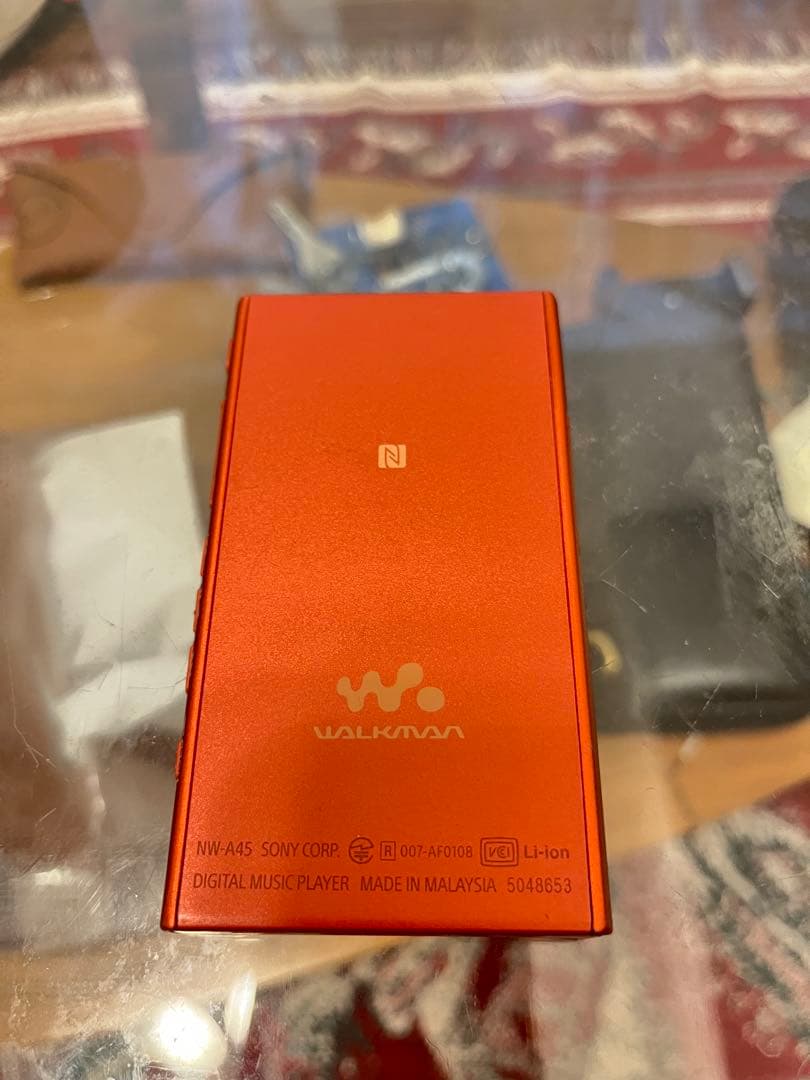 WALKMAN
NW-A45 SONY CORP. R 007-AF0108 VCI Li-ion
DIGITAL MUSIC PLAYER MADE IN MALAYSIA 5048653